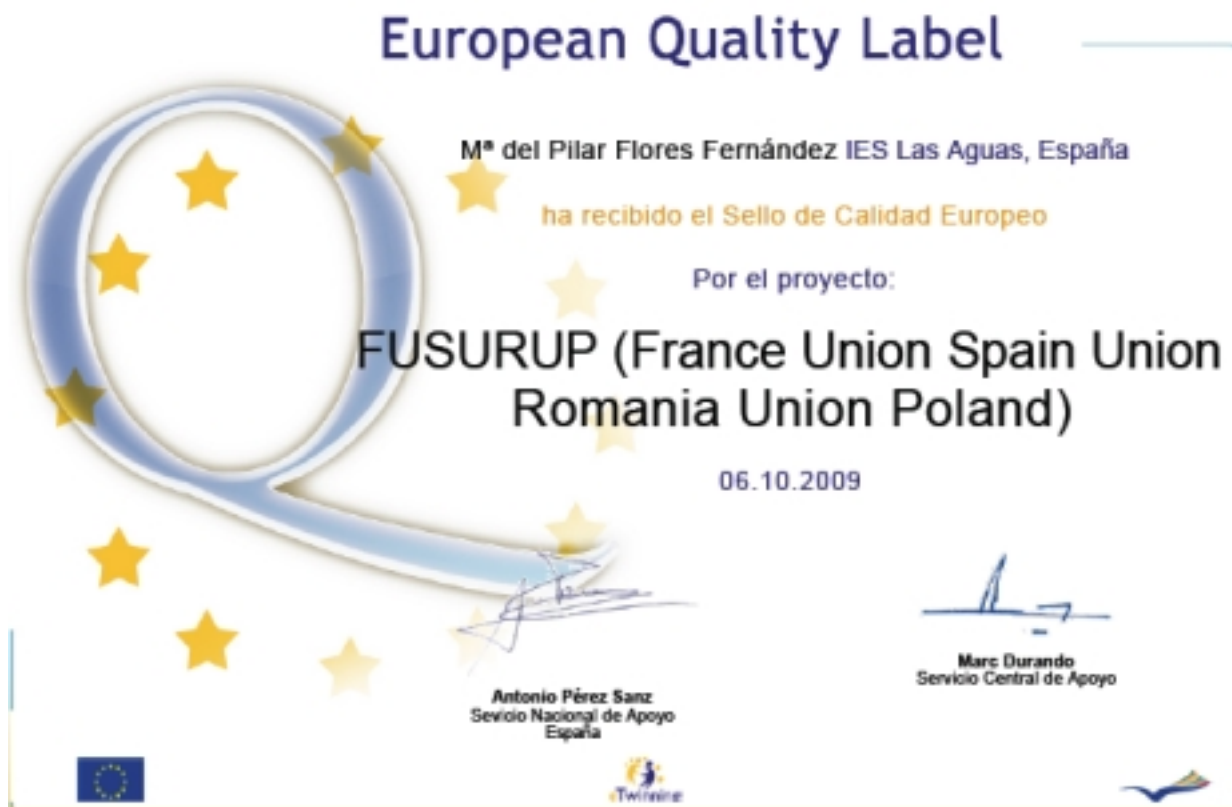 European Quality Label
Mª del Pilar Flores Fernández IES Las Aguas, España
ha recibido el Sello de Calidad Europeo
Por el proyecto:
FUSURUP (France Union Spain Union
Romania Union Poland)
06.10.2009
Antonio Pérez Sanz
Sevicio Nacional de Apoyo
España
Marc Durando
Servicio Central de Apoyo
eTwinning